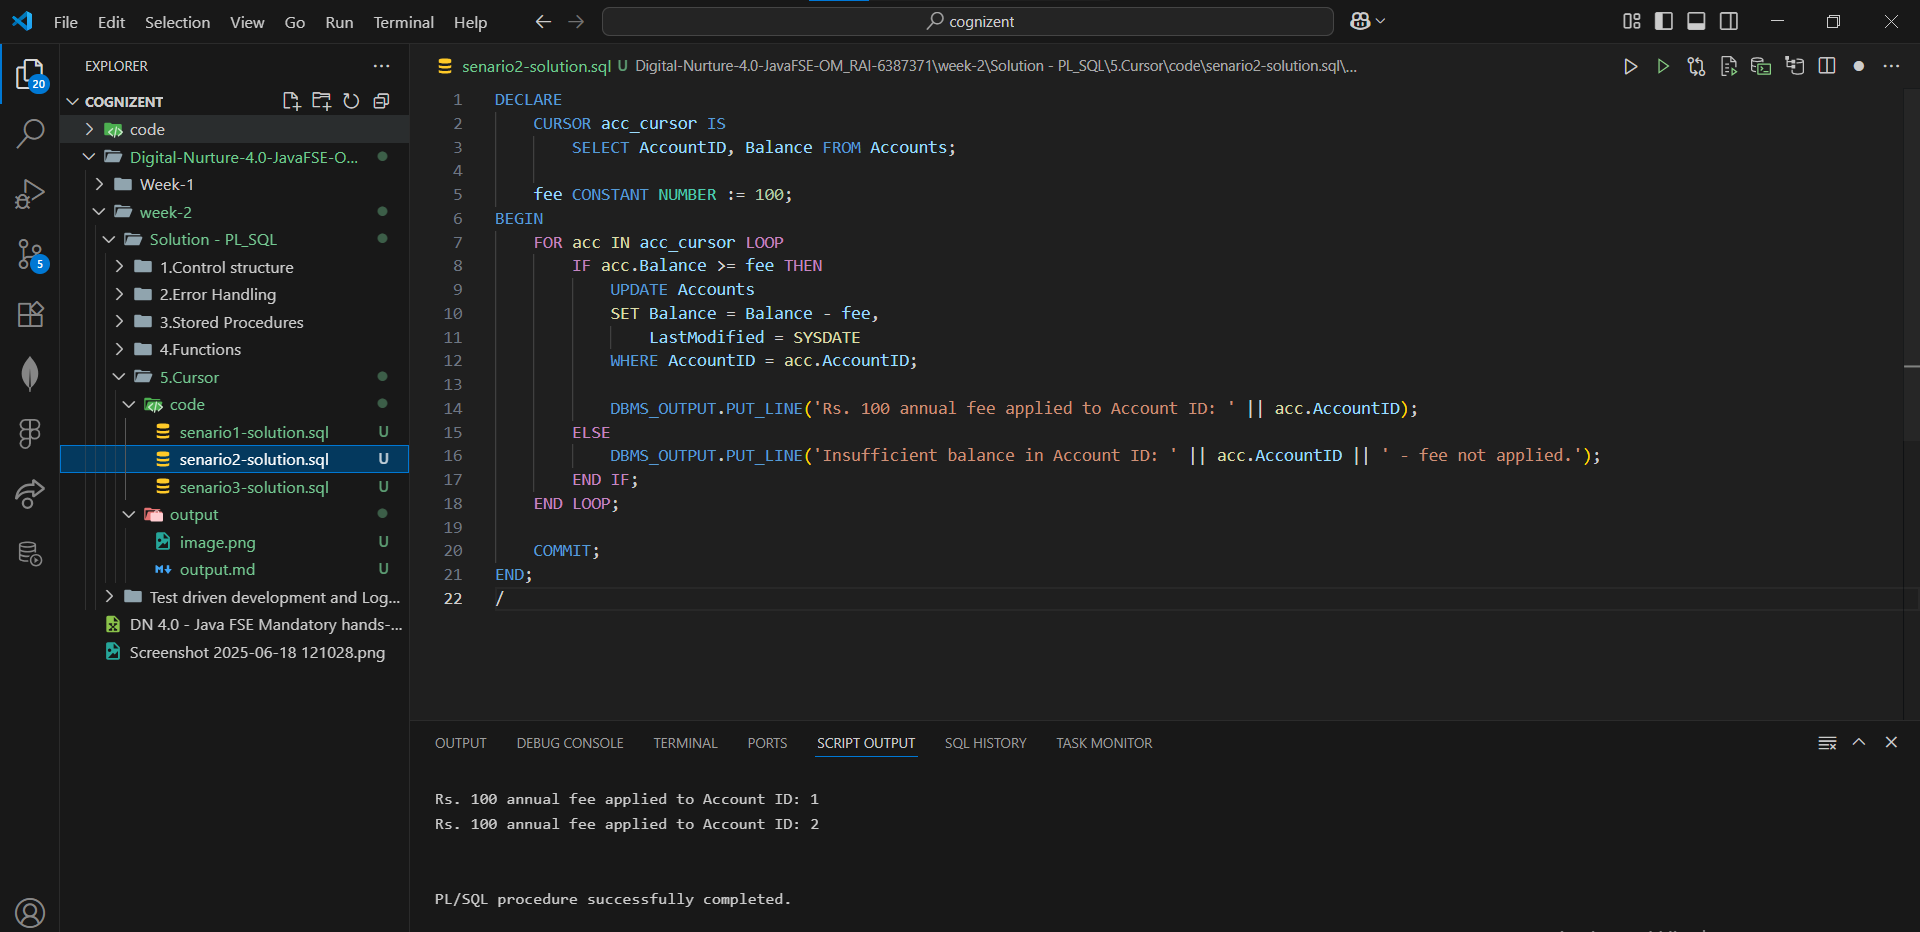 File Edit Selection View Go Run Terminal Help
cognizent
EXPLORER
20
5
COGNIZENT
code
Digital-Nurture-4.0-JavaFSE-O...
Week-1
week-2
Solution - PL_SQL
1.Control structure
2.Error Handling
3.Stored Procedures
4.Functions
5.Cursor
code
senario1-solution.sql U
senario2-solution.sql U
senario3-solution.sql U
output
image.png U
output.md U
Test driven development and Log...
DN 4.0 - Java FSE Mandatory hands-...
Screenshot 2025-06-18 121028.png
senario2-solution.sql U Digital-Nurture-4.0-JavaFSE-OM_RAI-6387371\week-2\Solution - PL_SQL\5.Cursor\code\senario2-solution.sql\...
1 DECLARE
2 CURSOR acc_cursor IS
3 SELECT AccountID, Balance FROM Accounts;
4
5 fee CONSTANT NUMBER := 100;
6 BEGIN
7 FOR acc IN acc_cursor LOOP
8 IF acc.Balance >= fee THEN
9 UPDATE Accounts
10 SET Balance = Balance - fee,
11 LastModified = SYSDATE
12 WHERE AccountID = acc.AccountID;
13
14 DBMS_OUTPUT.PUT_LINE('Rs. 100 annual fee applied to Account ID: ' || acc.AccountID);
15 ELSE
16 DBMS_OUTPUT.PUT_LINE('Insufficient balance in Account ID: ' || acc.AccountID || ' - fee not applied.');
17 END IF;
18 END LOOP;
19
20 COMMIT;
21 END;
22 /
OUTPUT DEBUG CONSOLE TERMINAL PORTS SCRIPT OUTPUT SQL HISTORY TASK MONITOR
Rs. 100 annual fee applied to Account ID: 1
Rs. 100 annual fee applied to Account ID: 2
PL/SQL procedure successfully completed.